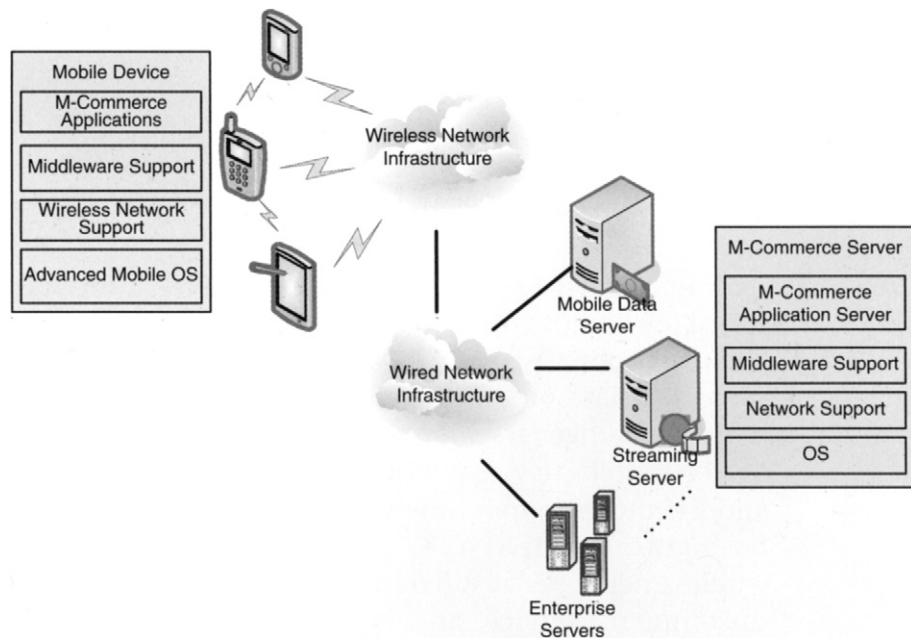 Mobile Device
M-Commerce
Applications
Middleware Support
Wireless Network
Support
Advanced Mobile OS
Wireless Network
Infrastructure
Mobile Data
Server
Wired Network
Infrastructure
Streaming
Server
Enterprise
Servers
M-Commerce Server
M-Commerce
Application Server
Middleware Support
Network Support
OS